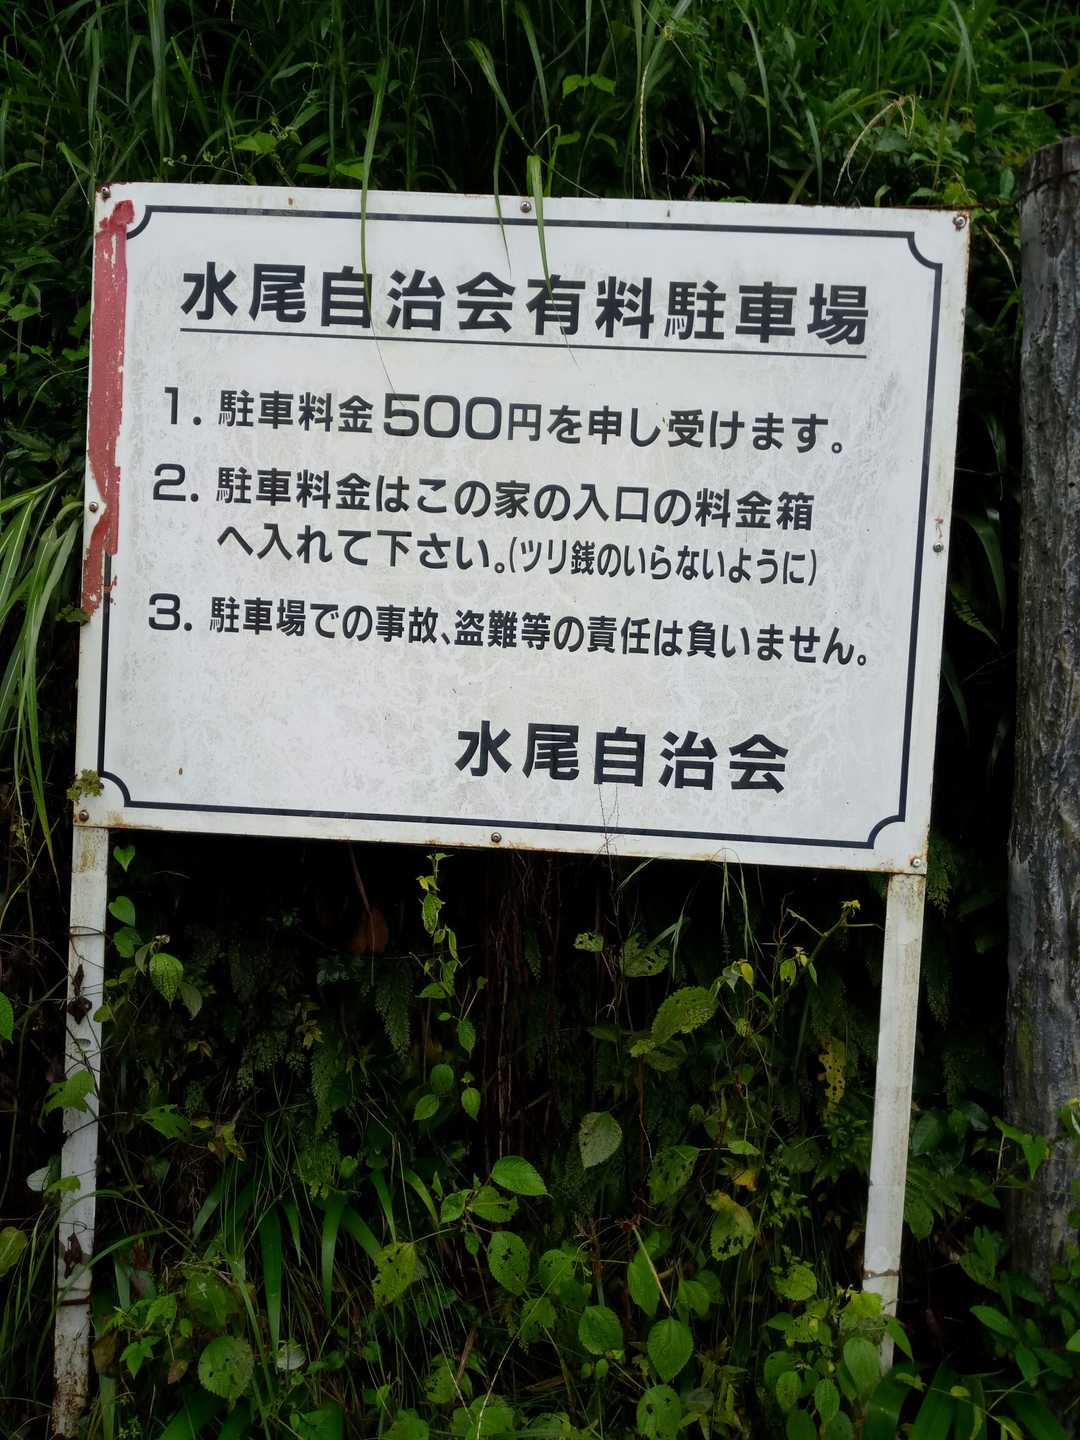 水尾自治会有料駐車場
1. 駐車料金500円を申し受けます。
2. 駐車料金はこの家の入口の料金箱
へ入れて下さい。(ツリ銭のいらないように)
3. 駐車場での事故、盗難等の責任は負いません。
水尾自治会